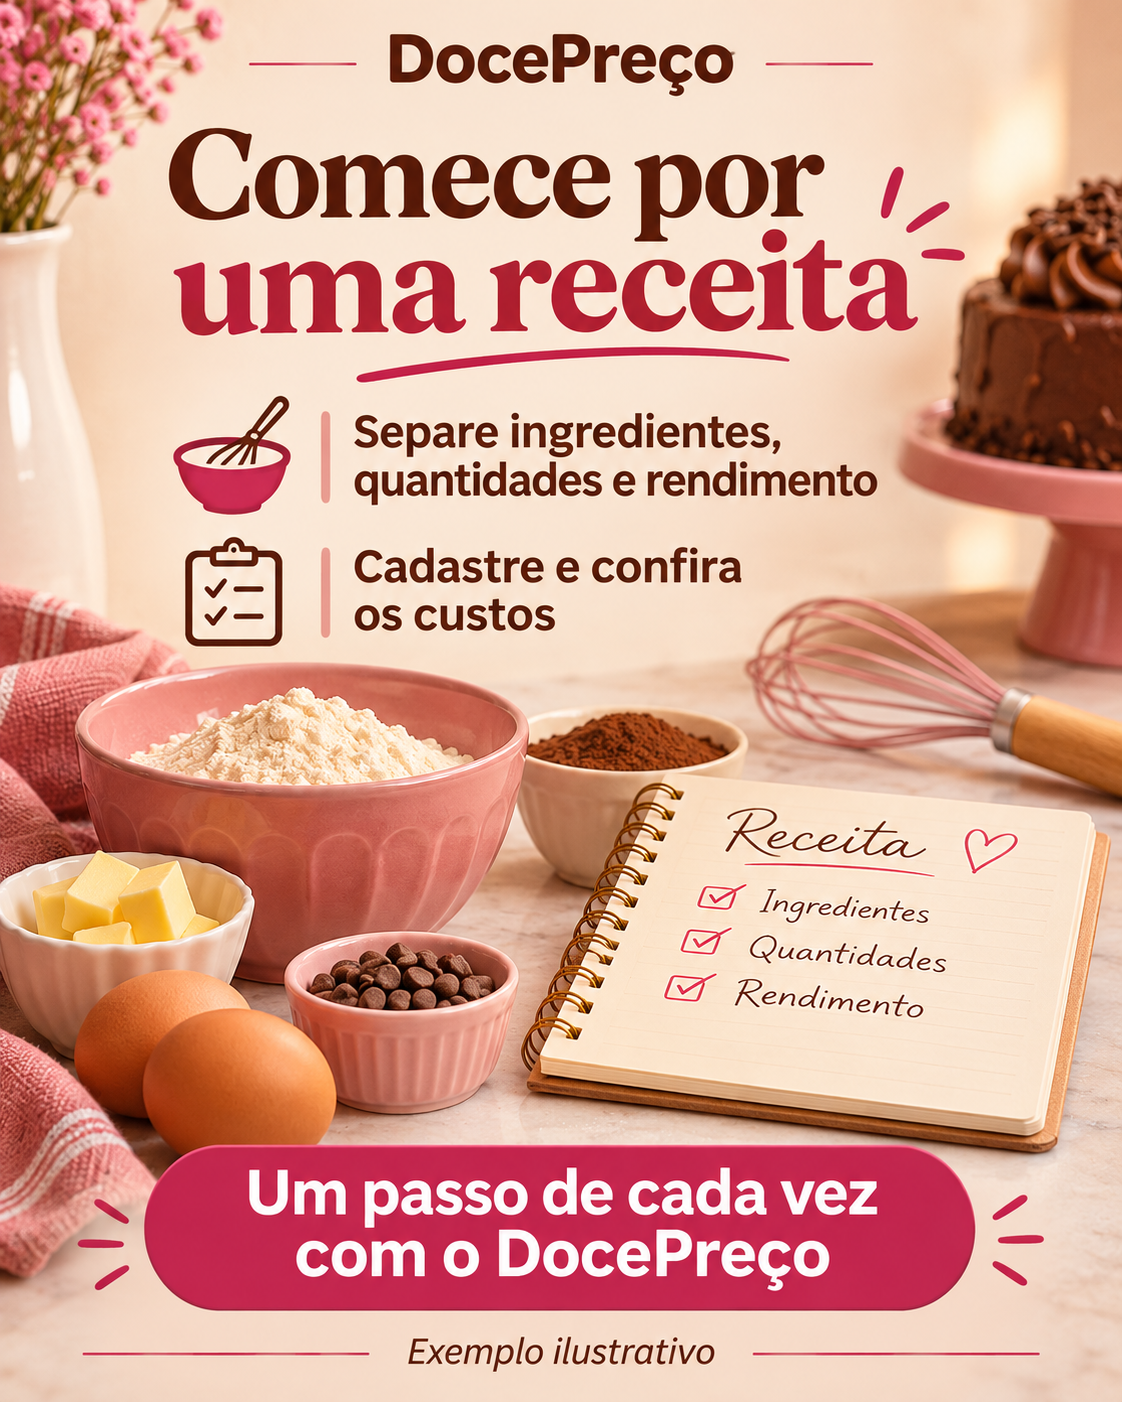 DocePreço
Comece por
uma receita
Separe ingredientes,
quantidades e rendimento
Cadastre e confira
os custos
Receita
Ingredientes
Quantidades
Rendimento
Um passo de cada vez
com o DocePreço
Exemplo ilustrativo